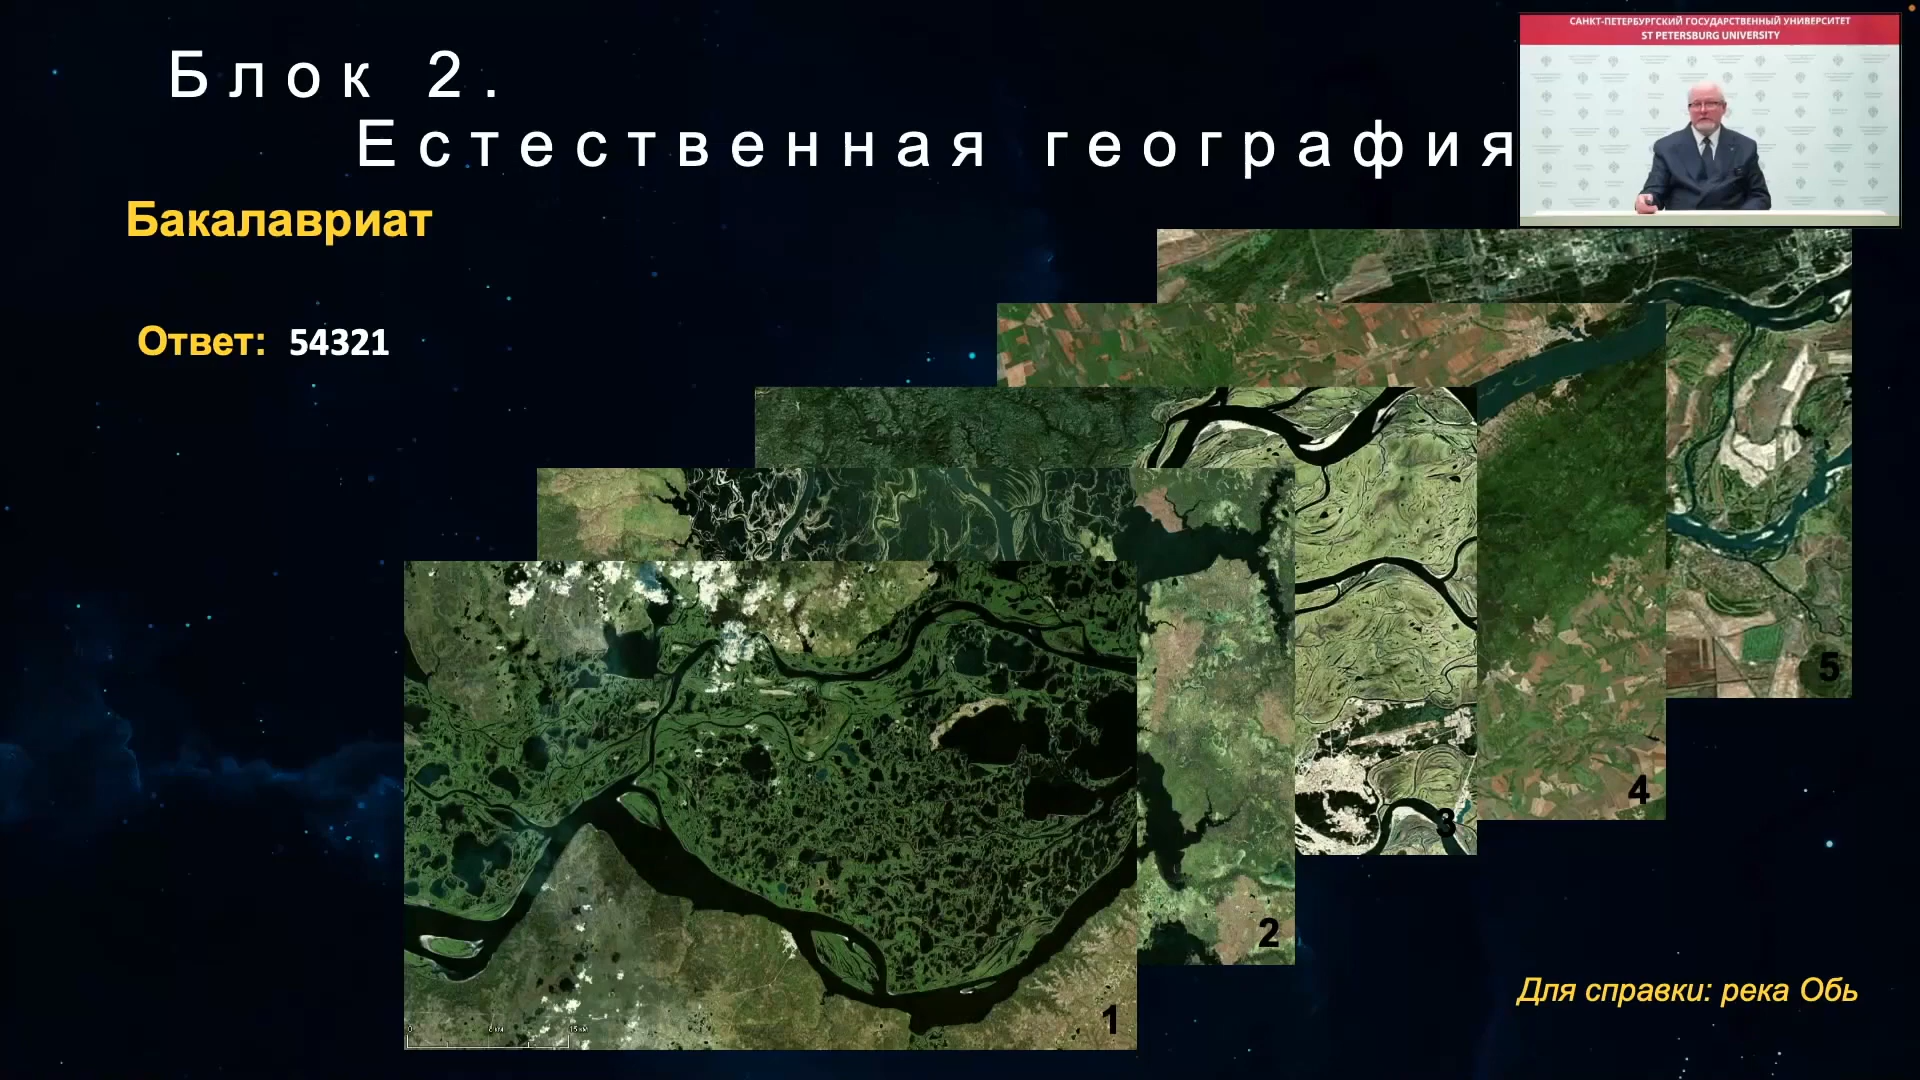 САНКТ-ПЕТЕРБУРГСКИЙ ГОСУДАРСТВЕННЫЙ УНИВЕРСИТЕТ
ST PETERSBURG UNIVERSITY
Блок 2.
Естественная география
Бакалавриат
Ответ: 54321
5
4
3
2
1
Для справки: река Обь